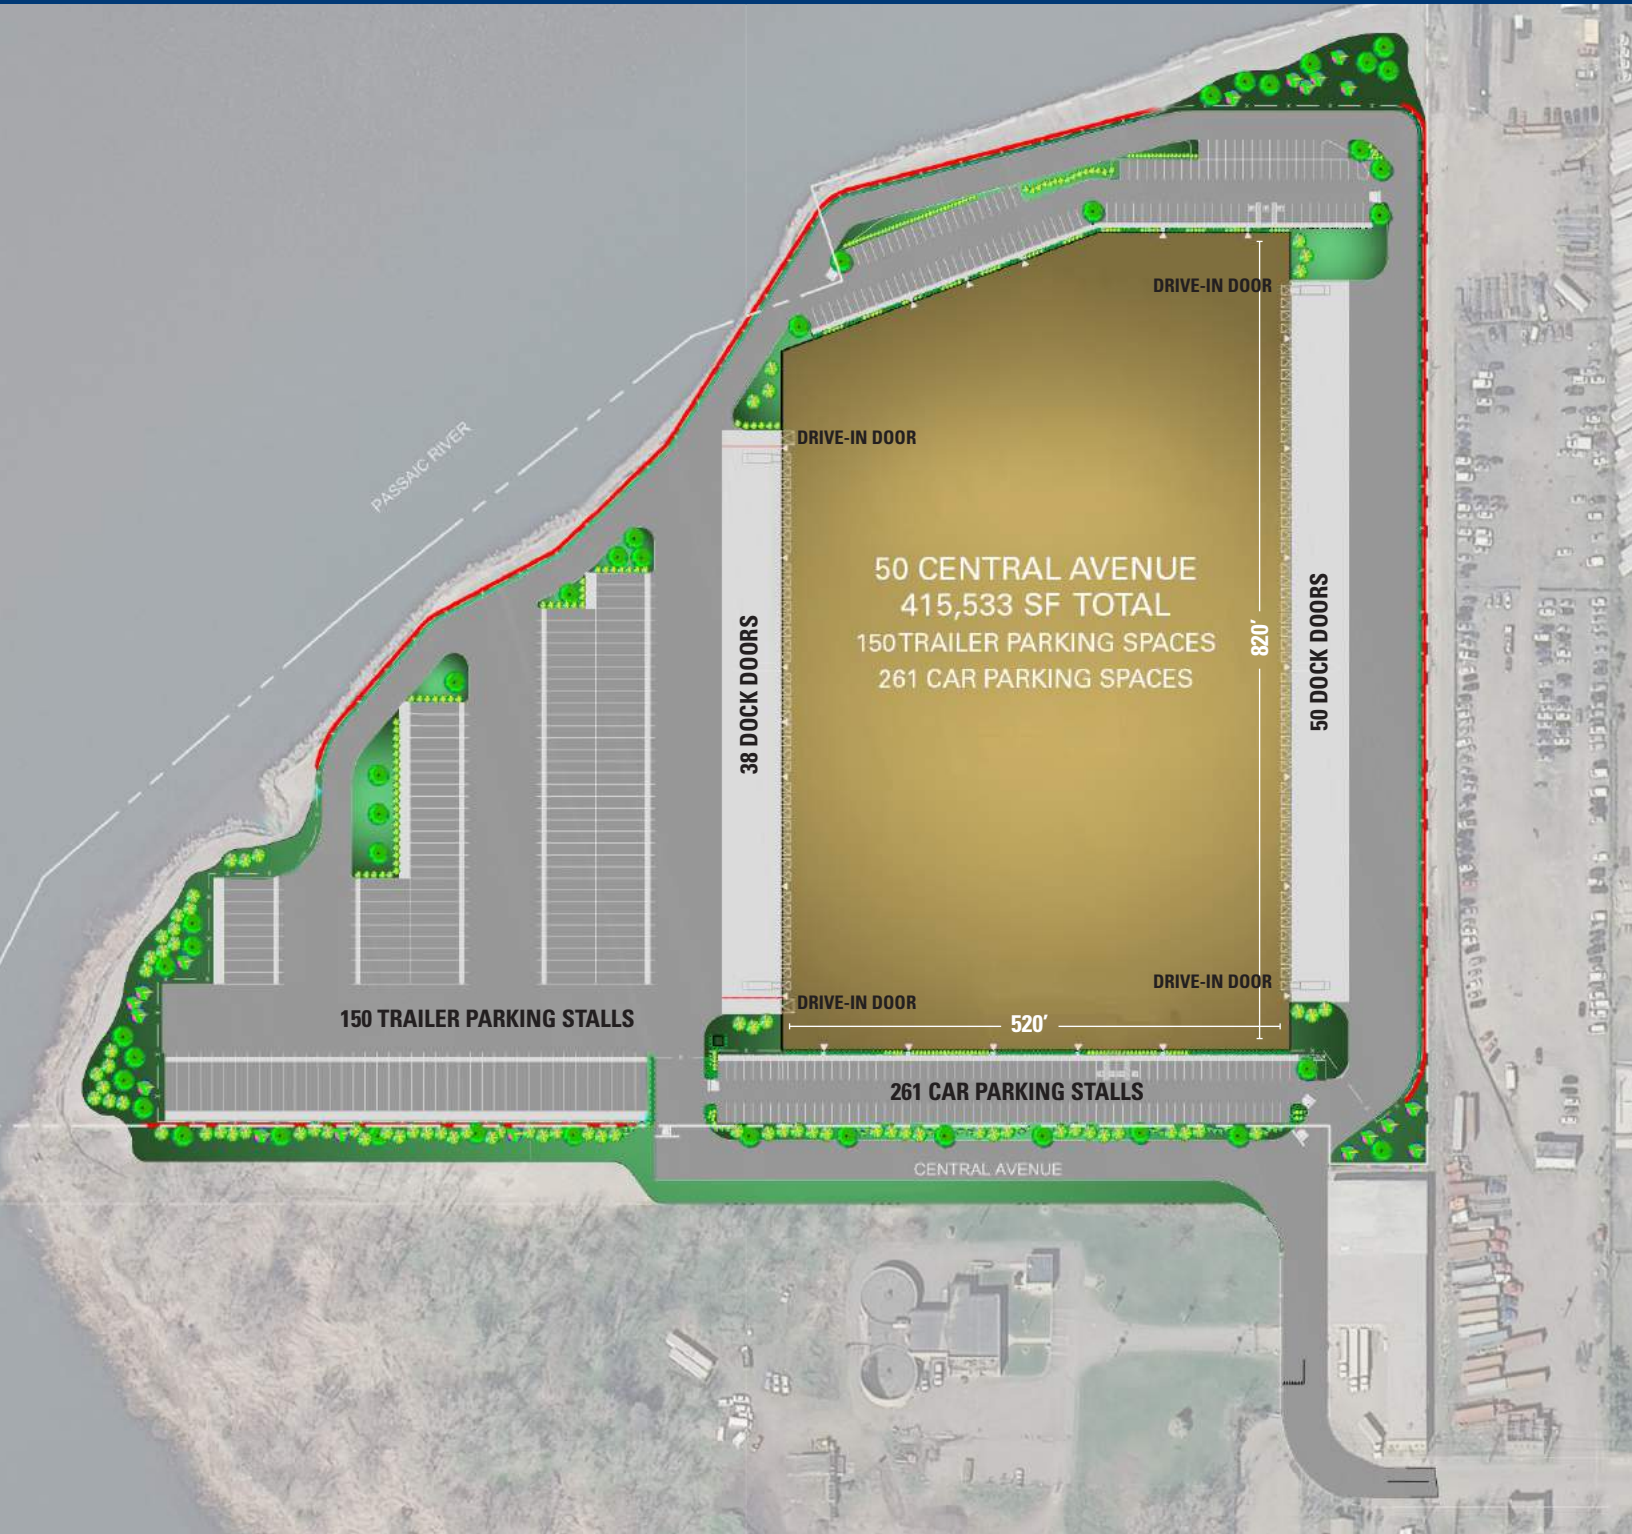 DRIVE-IN DOOR
PASSAIC RIVER
DRIVE-IN DOOR
50 CENTRAL AVENUE
415,533 SF TOTAL
150 TRAILER PARKING SPACES
261 CAR PARKING SPACES
820'
38 DOCK DOORS
50 DOCK DOORS
DRIVE-IN DOOR
DRIVE-IN DOOR
150 TRAILER PARKING STALLS
520'
261 CAR PARKING STALLS
CENTRAL AVENUE